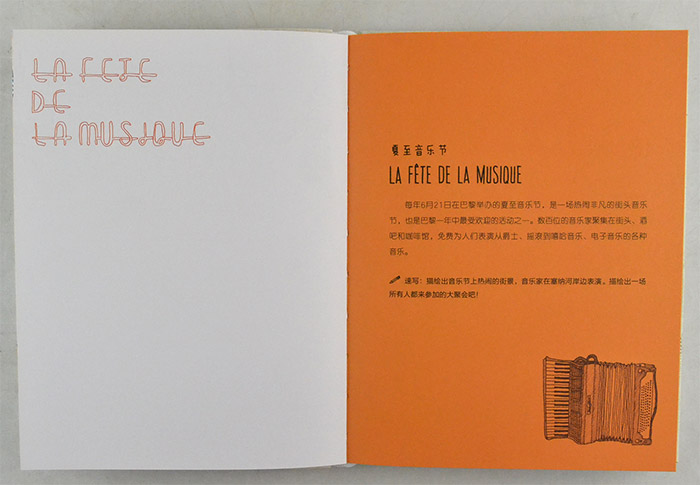 LA FETE
DE
LA MUSIQUE
夏至音乐节
LA FÊTE DE LA MUSIQUE
每年6月21日在巴黎举办的夏至音乐节，是一场热闹非凡的街头音乐
节，也是巴黎一年中最受欢迎的活动之一。数百位的音乐家聚集在街头、酒
吧和咖啡馆，免费为人们表演从爵士、摇滚到嘻哈音乐、电子音乐的各种
音乐。
速写：描绘出音乐节上热闹的街景，音乐家在塞纳河岸边表演。描绘出一场
所有人都来参加的大聚会吧！